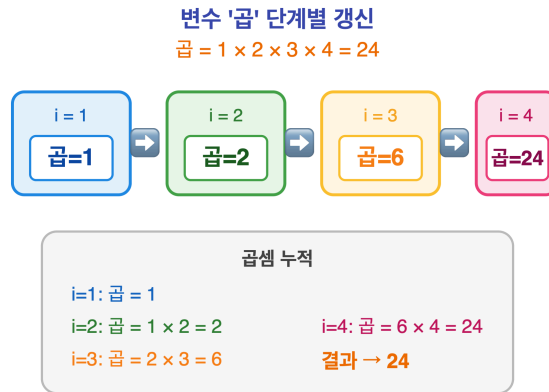 변수 '곱' 단계별 갱신
곱 = 1 × 2 × 3 × 4 = 24
i = 1
곱=1
i = 2
곱=2
i = 3
곱=6
i = 4
곱=24
곱셈 누적
i=1: 곱 = 1
i=2: 곱 = 1 × 2 = 2
i=3: 곱 = 2 × 3 = 6
i=4: 곱 = 6 × 4 = 24
결과 → 24